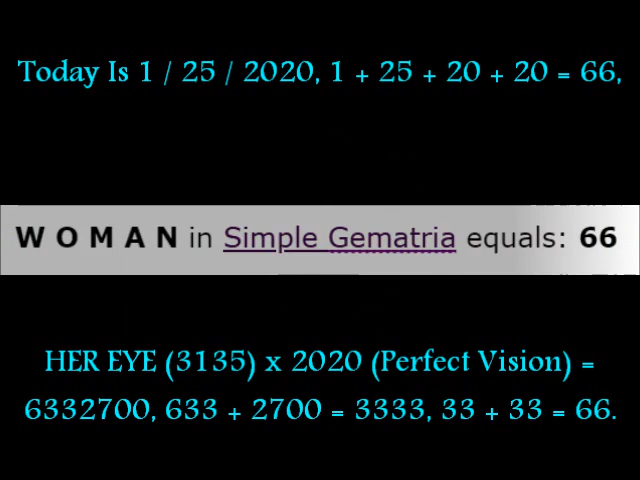 Today Is 1 / 25 / 2020, 1 + 25 + 20 + 20 = 66,
W O M A N in Simple Gematria equals: 66
HER EYE (3135) x 2020 (Perfect Vision) =
6332700, 633 + 2700 = 3333, 33 + 33 = 66.